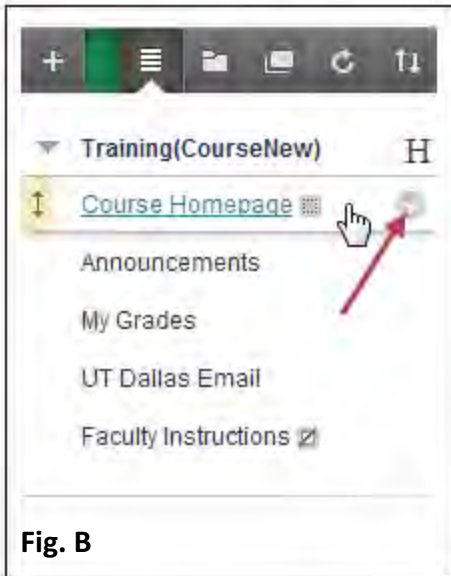 Training(CourseNew) H
Course Homepage
Announcements
My Grades
UT Dallas Email
Faculty Instructions
Fig. B